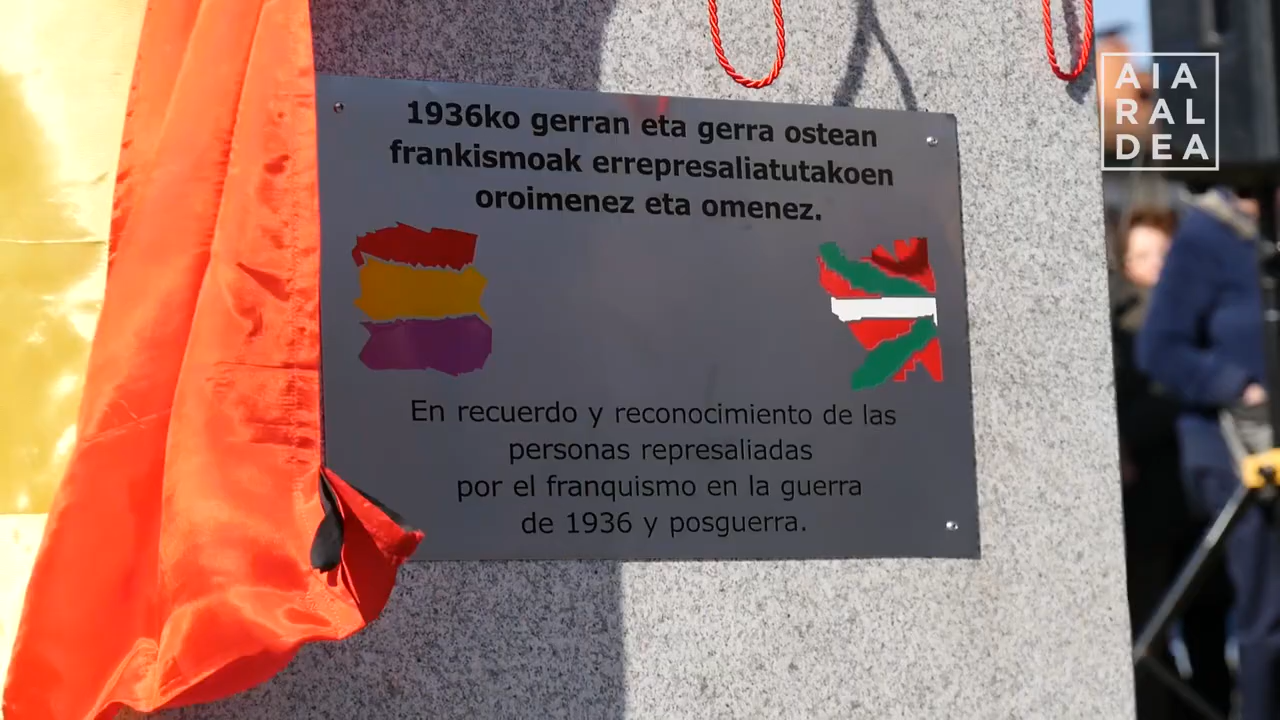 1936ko gerran eta gerra ostean
frankismoak errepresaliatutakoen
oroimenez eta omenez.
En recuerdo y reconocimiento de las
personas represaliadas
por el franquismo en la guerra
de 1936 y posguerra.
AIA
RAL
DEA